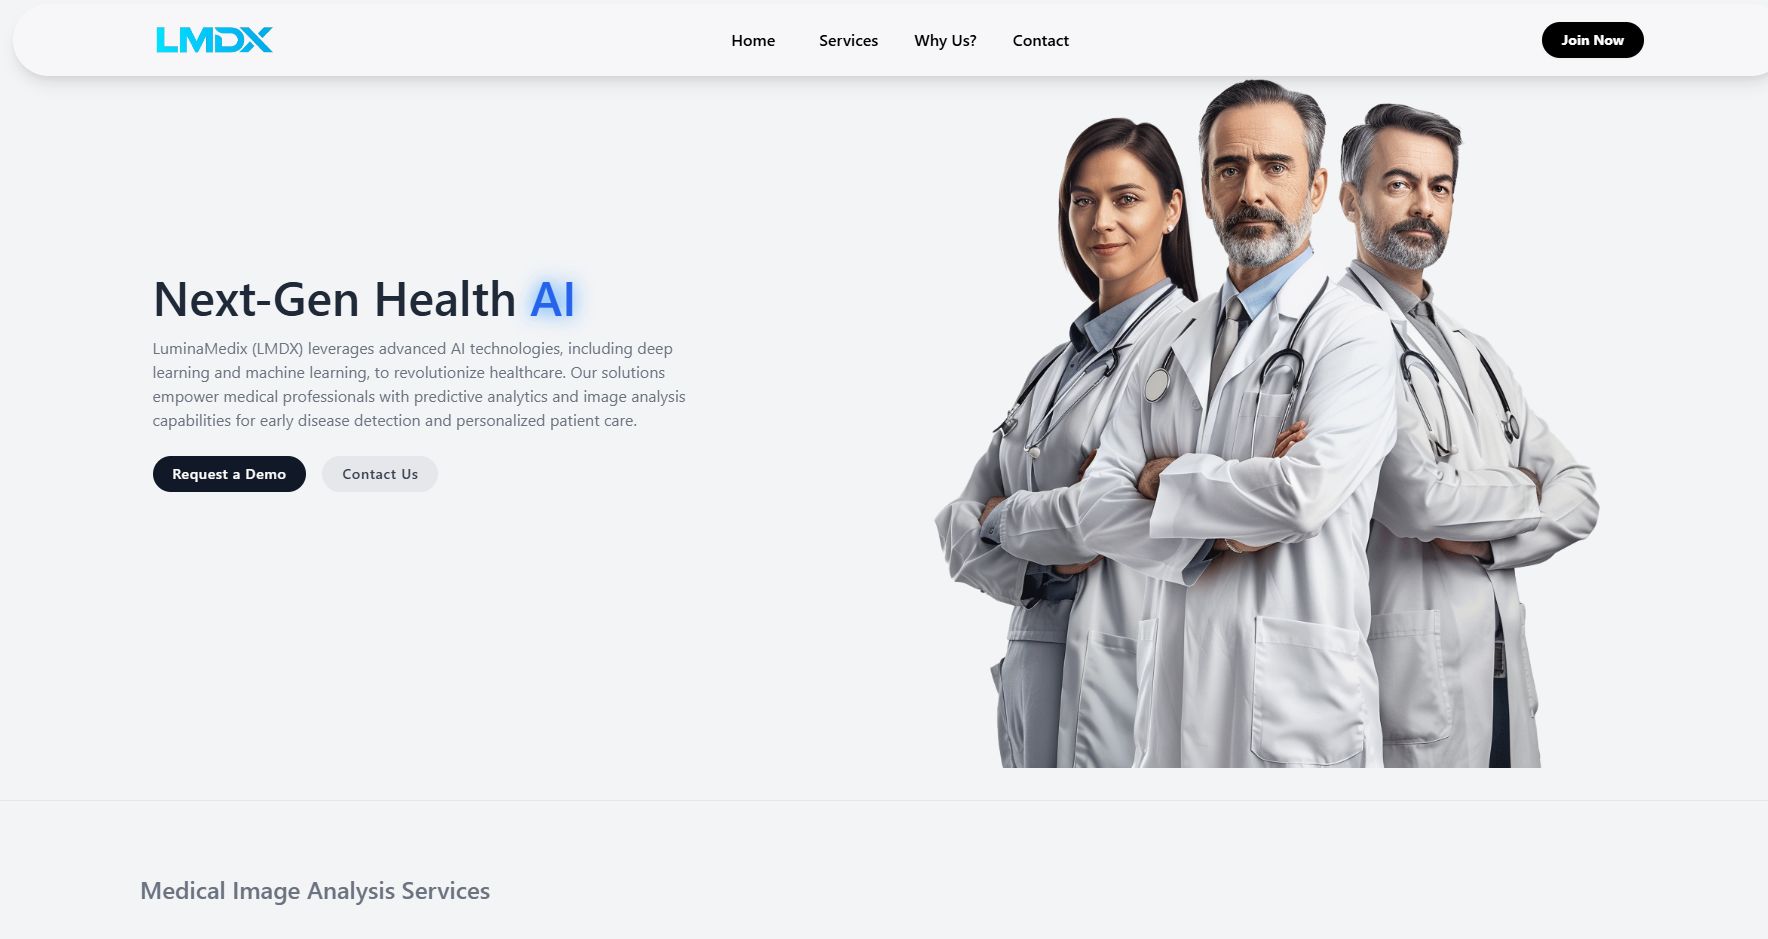 LMDX
Home
Services
Why Us?
Contact
Join Now
Next-Gen Health AI
LuminaMedix (LMDX) leverages advanced AI technologies, including deep
learning and machine learning, to revolutionize healthcare. Our solutions
empower medical professionals with predictive analytics and image analysis
capabilities for early disease detection and personalized patient care.
Request a Demo
Contact Us
Medical Image Analysis Services